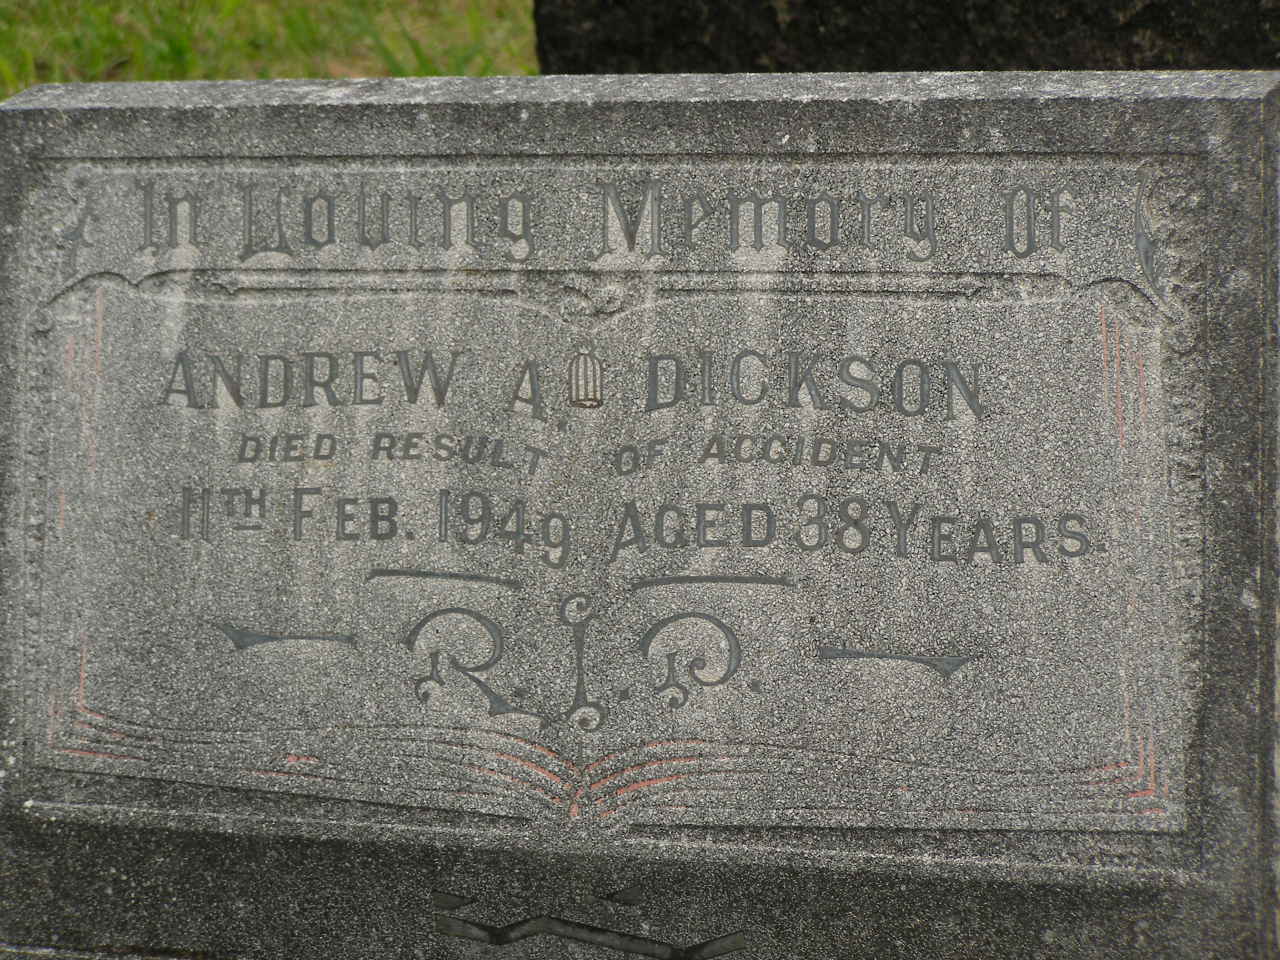 In Loving Memory Of
ANDREW A. DICKSON
DIED RESULT OF ACCIDENT
11TH FEB. 1949 AGED 38 YEARS.
R.I.P.